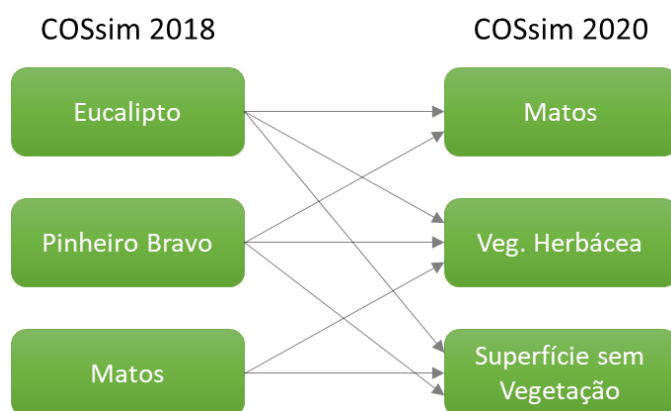 COSsim 2018
COSsim 2020
Eucalipto
Matos
Pinheiro Bravo
Veg. Herbácea
Matos
Superfície sem
Vegetação